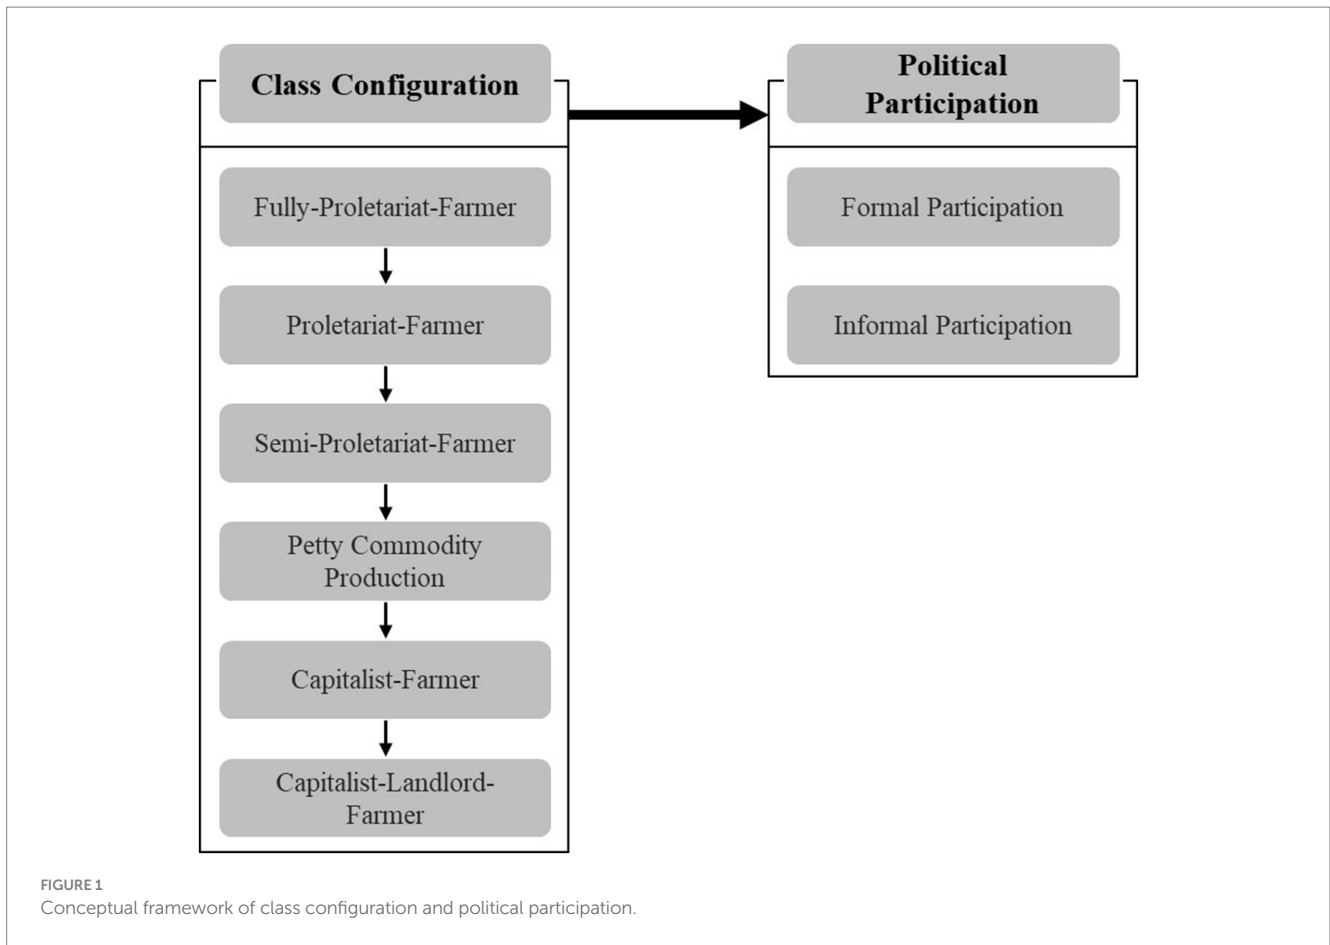 Class Configuration
Political
Participation
Fully-Proletariat-Farmer
Proletariat-Farmer
Semi-Proletariat-Farmer
Petty Commodity
Production
Capitalist-Farmer
Capitalist-Landlord-
Farmer
Formal Participation
Informal Participation
FIGURE 1
Conceptual framework of class configuration and political participation.